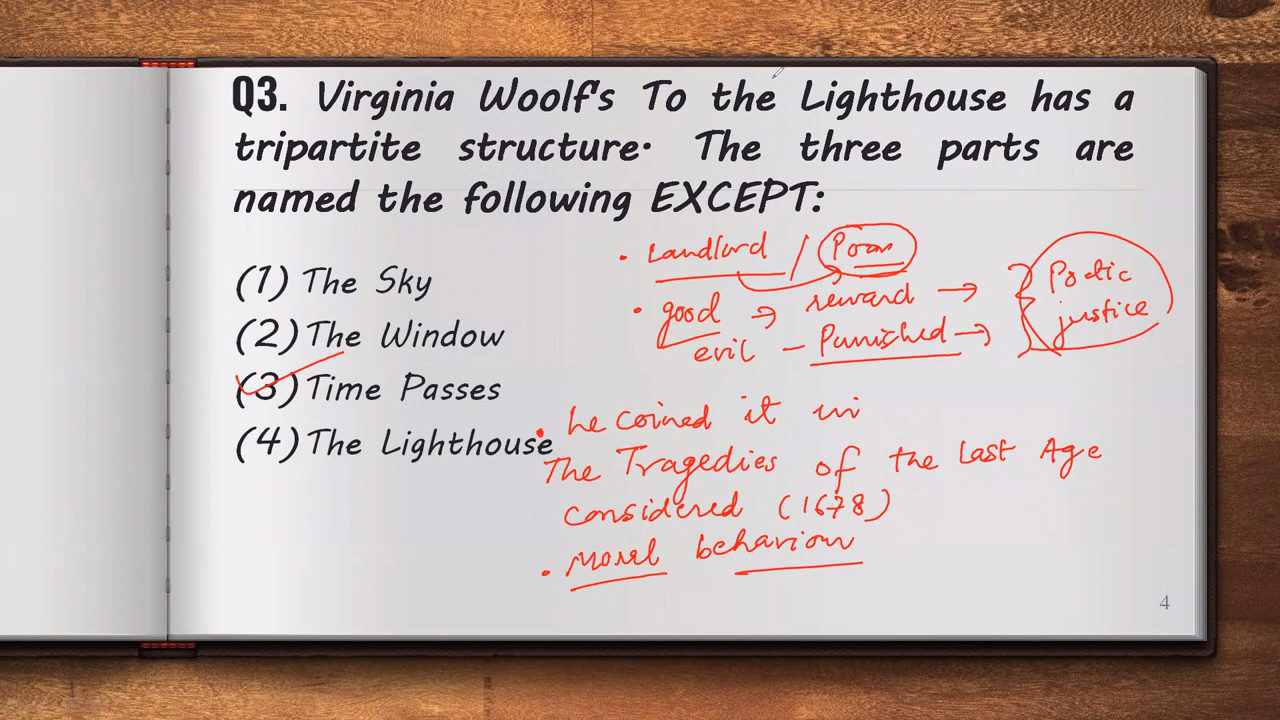 Q3. Virginia Woolf's To the Lighthouse has a
tripartite structure. The three parts are
named the following EXCEPT:
(1) The Sky
(2) The Window
(3) Time Passes
(4) The Lighthouse
• Landlord / Poem
• good → reward →
evil – Punished →
Poetic
justice
• he coined it in
The Tragedies of the Last Age
considered (1678)
• Moral behaviour
4